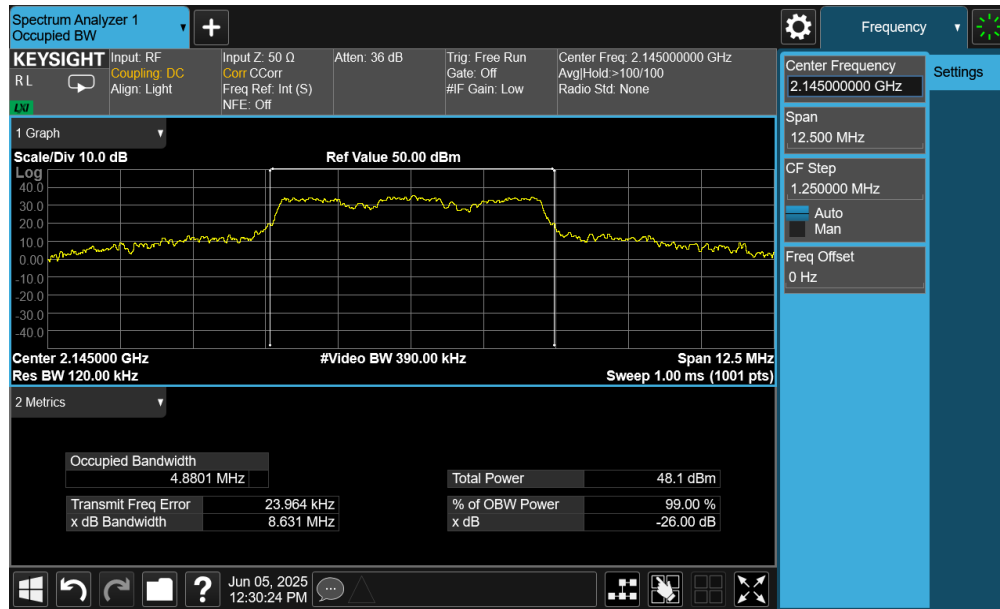 Spectrum Analyzer 1
Occupied BW
+
Frequency
KEYSIGHT
R L
LXI
Input: RF
Coupling: DC
Align: Light
Input Z: 50 Ω
Corr CCorr
Freq Ref: Int (S)
NFE: Off
Atten: 36 dB
Trig: Free Run
Gate: Off
#IF Gain: Low
Center Freq: 2.145000000 GHz
Avg|Hold:>100/100
Radio Std: None
Center Frequency
2.145000000 GHz
Settings
Span
12.500 MHz
CF Step
1.250000 MHz
Auto
Man
Freq Offset
0 Hz
1 Graph
Scale/Div 10.0 dB
Ref Value 50.00 dBm
Log
40.0
30.0
20.0
10.0
0.00
-10.0
-20.0
-30.0
-40.0
Center 2.145000 GHz
#Video BW 390.00 kHz
Span 12.5 MHz
Res BW 120.00 kHz
Sweep 1.00 ms (1001 pts)
2 Metrics
Occupied Bandwidth
4.8801 MHz
Total Power 48.1 dBm
Transmit Freq Error 23.964 kHz
% of OBW Power 99.00 %
x dB Bandwidth 8.631 MHz
x dB -26.00 dB
?
Jun 05, 2025
12:30:24 PM